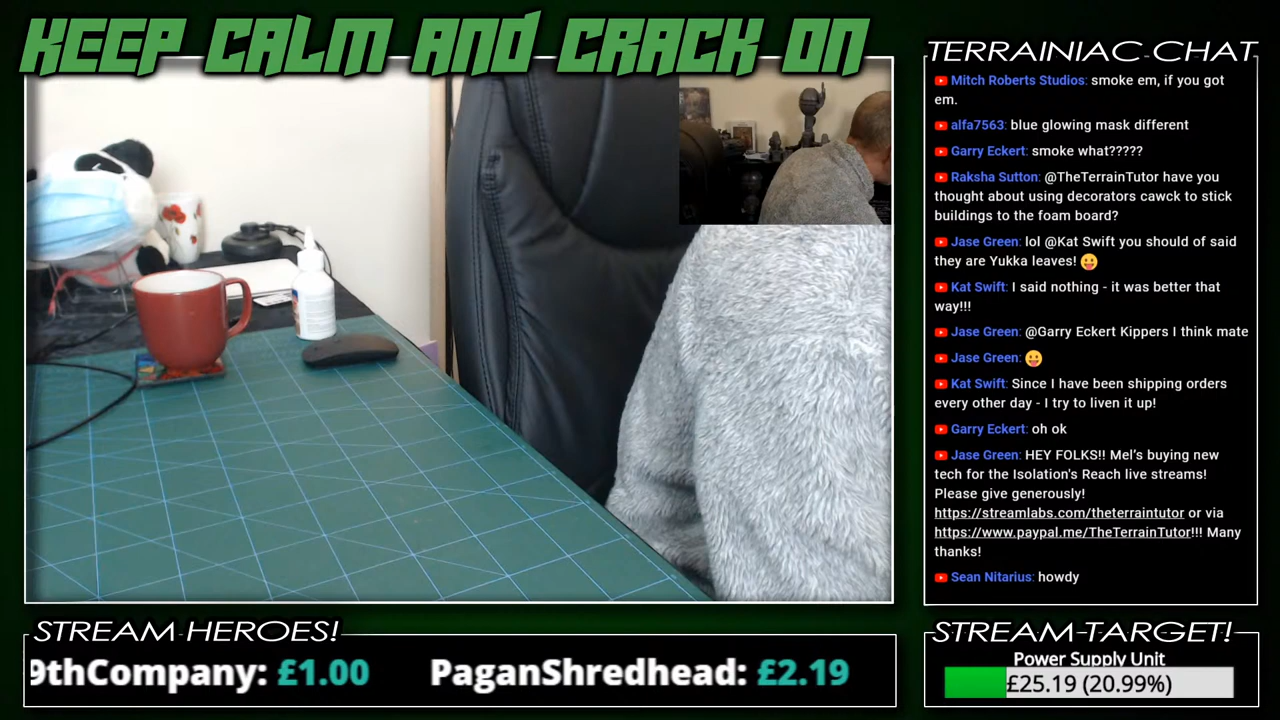 KEEP CALM AND CRACK ON
TERRAINIAC CHAT
Mitch Roberts Studios: smoke em, if you got
em.
alfa7563: blue glowing mask different
Garry Eckert: smoke what?????
Raksha Sutton: @TheTerrainTutor have you
thought about using decorators cawck to stick
buildings to the foam board?
Jase Green: lol @Kat Swift you should of said
they are Yukka leaves! 😛
Kat Swift: I said nothing - it was better that
way!!!
Jase Green: @Garry Eckert Kippers I think mate
Jase Green: 😛
Kat Swift: Since I have been shipping orders
every other day - I try to liven it up!
Garry Eckert: oh ok
Jase Green: HEY FOLKS!! Mel's buying new
tech for the Isolation's Reach live streams!
Please give generously!
https://streamlabs.com/theterraintutor or via
https://www.paypal.me/TheTerrainTutor!!! Many
thanks!
Sean Nitarius: howdy
STREAM HEROES!
9thCompany: £1.00 PaganShredhead: £2.19
STREAM TARGET!
Power Supply Unit
£25.19 (20.99%)